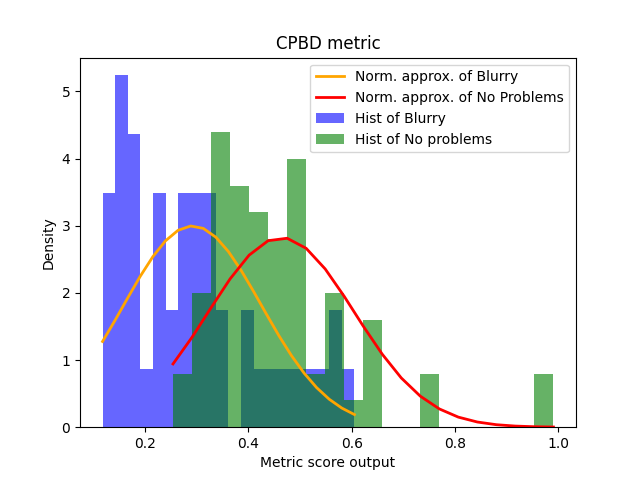 CPBD metric
Norm. approx. of Blurry
Norm. approx. of No Problems
Hist of Blurry
Hist of No problems
Density
5
4
3
2
1
0
0.2 0.4 0.6 0.8 1.0
Metric score output